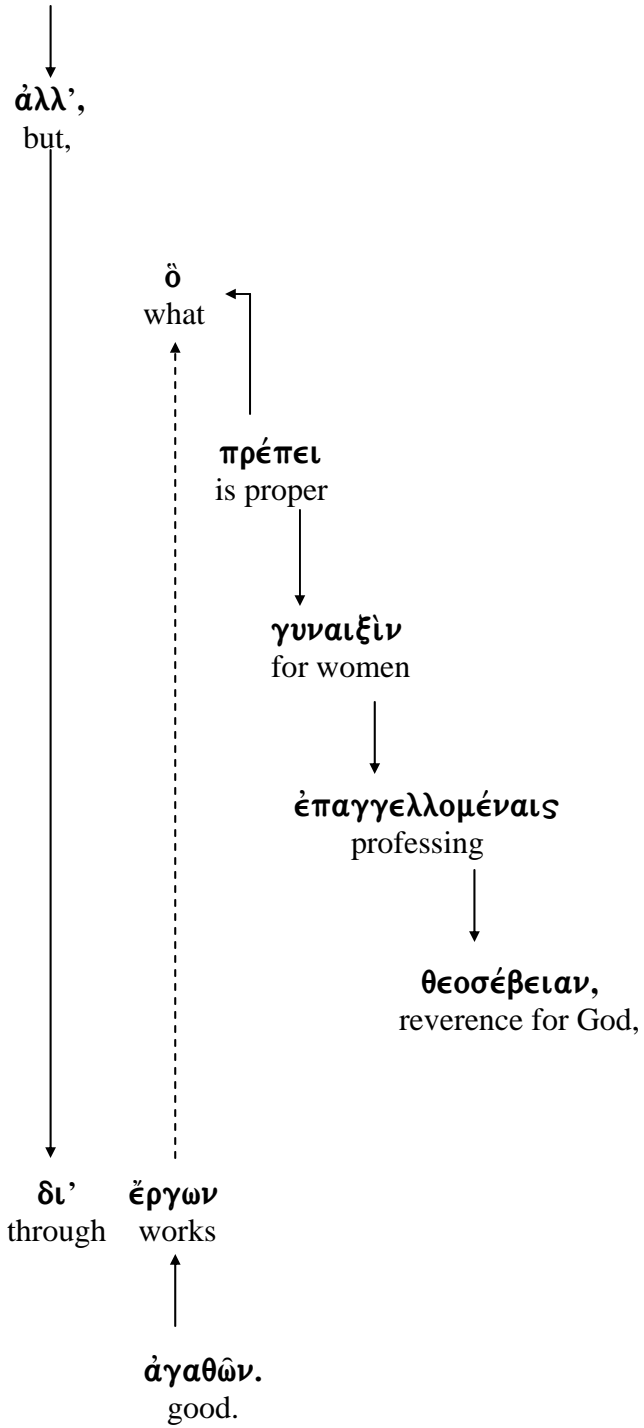 ἀλλ’,
but,
ὃ
what
πρέπει
is proper
γυναιξὶν
for women
ἐπαγγελλομέναις
professing
θεοσέβειαν,
reverence for God,
δι’ ἔργων
through works
ἀγαθῶν.
good.